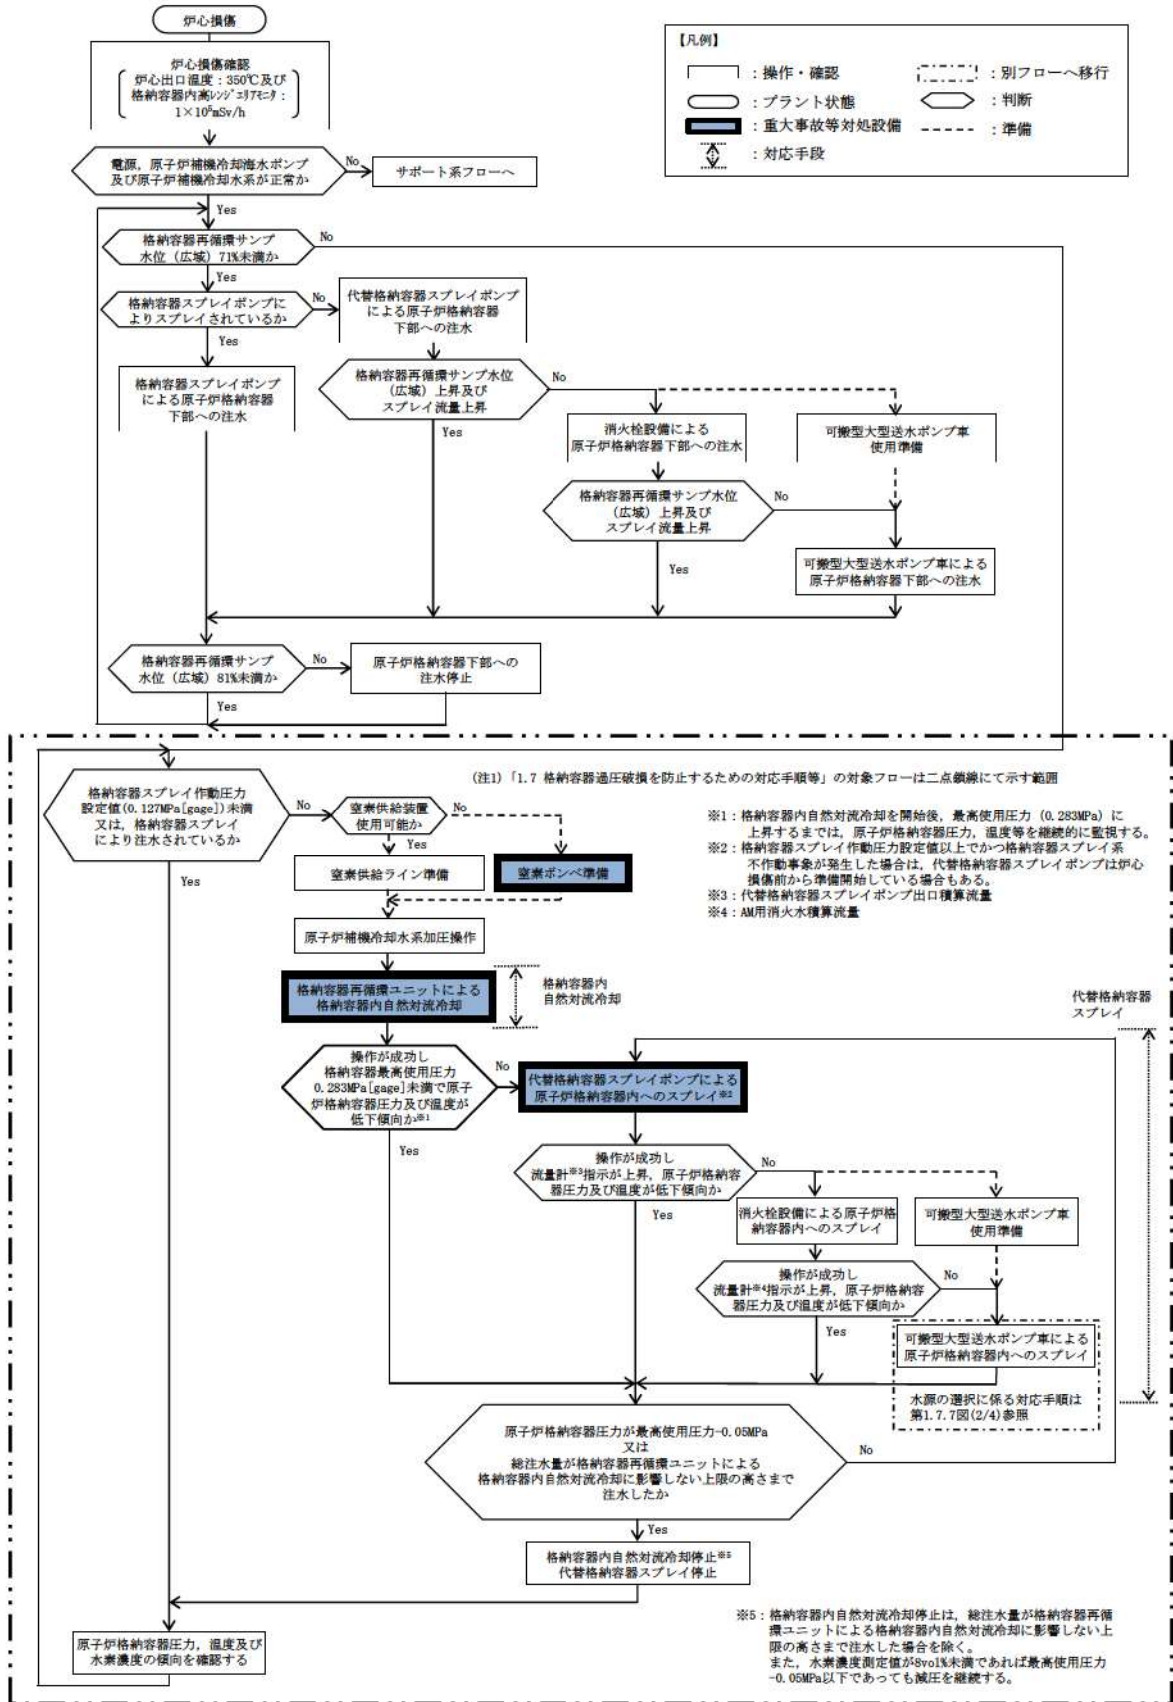 炉心損傷
炉心損傷確認
炉心出口温度：350℃及び
格納容器内高ﾚﾝｼﾞｴﾘｱﾓﾆﾀ：
1×10⁵mSv/h
【凡例】
：操作・確認
：別フローへ移行
：プラント状態
：判断
：重大事故等対処設備
：準備
：対応手段
電源，原子炉補機冷却海水ポンプ
及び原子炉補機冷却水系が正常か
No
サポート系フローへ
Yes
格納容器再循環サンプ
水位（広域）71%未満か
No
Yes
格納容器スプレイポンプに
よりスプレイされているか
No
代替格納容器スプレイポンプ
による原子炉格納容器
下部への注水
Yes
格納容器スプレイポンプ
による原子炉格納容器
下部への注水
格納容器再循環サンプ水位
（広域）上昇及び
スプレイ流量上昇
No
Yes
消火栓設備による
原子炉格納容器下部への注水
可搬型大型送水ポンプ車
使用準備
格納容器再循環サンプ水位
（広域）上昇及び
スプレイ流量上昇
No
Yes
可搬型大型送水ポンプ車による
原子炉格納容器下部への注水
格納容器再循環サンプ
水位（広域）81%未満か
No
原子炉格納容器下部への
注水停止
Yes
(注1)「1.7 格納容器過圧破損を防止するための対応手順等」の対象フローは二点鎖線にて示す範囲
格納容器スプレイ作動圧力
設定値(0.127MPa[gage])未満
又は，格納容器スプレイ
により注水されているか
No
Yes
窒素供給装置
使用可能か
No
Yes
窒素供給ライン準備
窒素ボンベ準備
※1：格納容器内自然対流冷却を開始後，最高使用圧力（0.283MPa）に
上昇するまでは，原子炉格納容器圧力，温度等を継続的に監視する。
※2：格納容器スプレイ作動圧力設定値以上でかつ格納容器スプレイ系
不作動事象が発生した場合は，代替格納容器スプレイポンプは炉心
損傷前から準備開始している場合もある。
※3：代替格納容器スプレイポンプ出口積算流量
※4：AM用消火水積算流量
原子炉補機冷却水系加圧操作
格納容器再循環ユニットによる
格納容器内自然対流冷却
格納容器内
自然対流冷却
代替格納容器
スプレイ
操作が成功し
格納容器最高使用圧力
0.283MPa[gage]未満で原子
炉格納容器圧力及び温度が
低下傾向か※1
No
Yes
代替格納容器スプレイポンプによる
原子炉格納容器内へのスプレイ※2
操作が成功し
流量計※3指示が上昇，原子炉格納容
器圧力及び温度が低下傾向か
No
Yes
消火栓設備による原子炉格
納容器内へのスプレイ
可搬型大型送水ポンプ車
使用準備
操作が成功し
流量計※4指示が上昇，原子炉格納容
器圧力及び温度が低下傾向か
No
Yes
可搬型大型送水ポンプ車による
原子炉格納容器内へのスプレイ
水源の選択に係る対応手順は
第1.7.7図(2/4)参照
原子炉格納容器圧力が最高使用圧力-0.05MPa
又は
総注水量が格納容器再循環ユニットによる
格納容器内自然対流冷却に影響しない上限の高さまで
注水したか
No
Yes
格納容器内自然対流冷却停止※5
代替格納容器スプレイ停止
原子炉格納容器圧力，温度及び
水素濃度の傾向を確認する
※5：格納容器内自然対流冷却停止は，総注水量が格納容器再循
環ユニットによる格納容器内自然対流冷却に影響しない上
限の高さまで注水した場合を除く。
また，水素濃度測定値が8vol%未満であれば最高使用圧力
-0.05MPa以下であっても減圧を継続する。